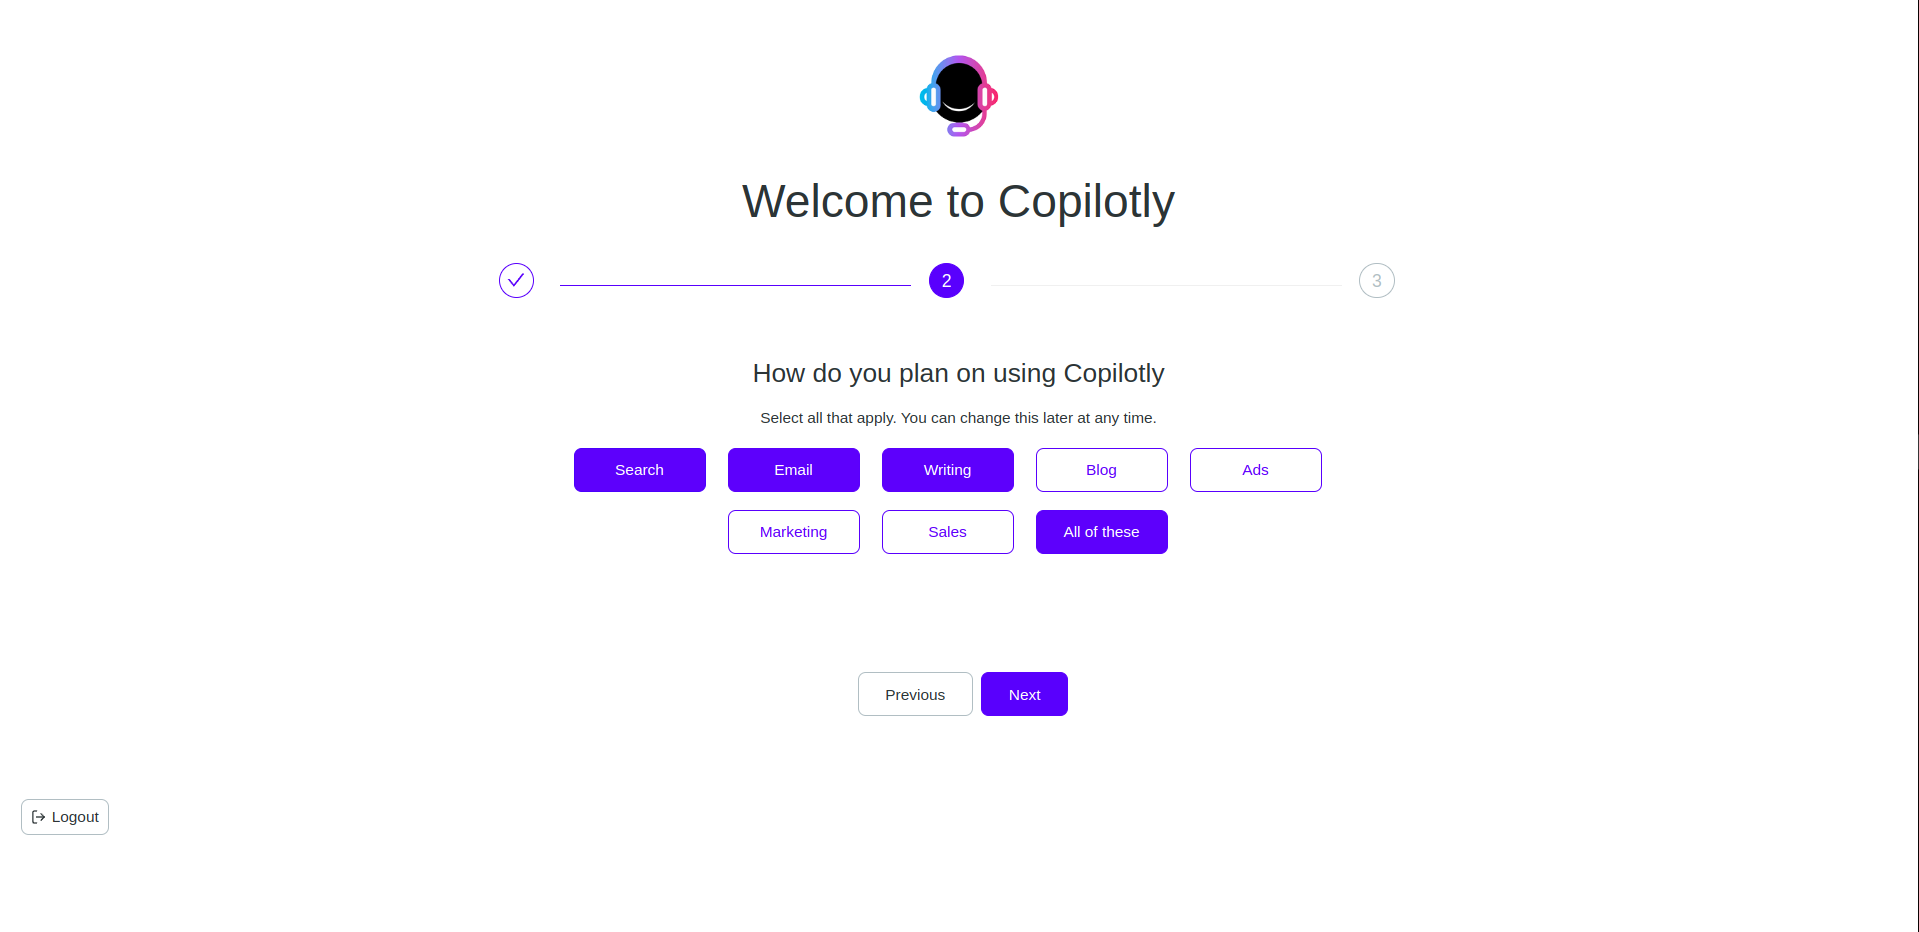 Welcome to Copilotly
2
3
How do you plan on using Copilotly
Select all that apply. You can change this later at any time.
Search Email Writing Blog Ads
Marketing Sales All of these
Previous Next
Logout